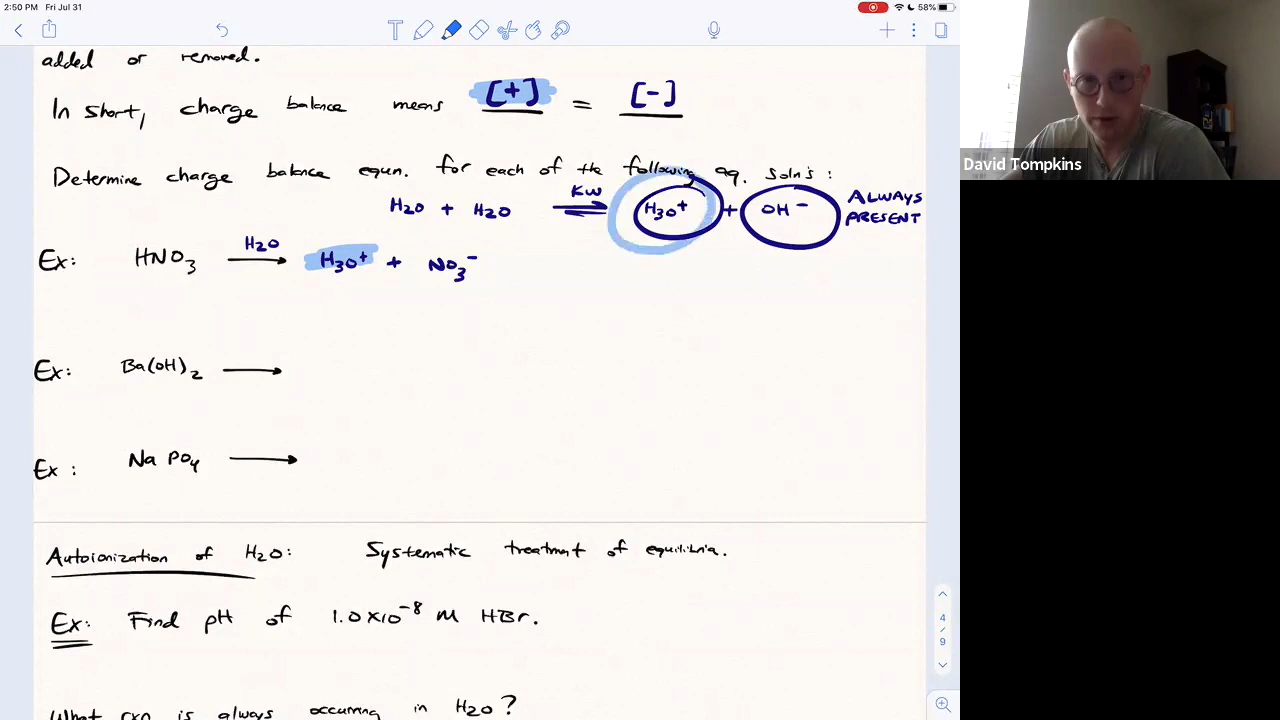 2:50 PM Fri Jul 31
58%
added or removed.
In short, charge balance means [+] = [-]
David Tompkins
Determine charge balance equn. for each of the following aq. soln's:
H2O + H2O Kw H3O+ + OH- ALWAYS PRESENT
Ex: HNO3 H2O → H3O+ + NO3-
Ex: Ba(OH)2 →
Ex: Na PO4 →
Autoionization of H2O: Systematic treatment of equilibria.
Ex: Find pH of 1.0×10-8 M HBr.
4
/
9
What rxn is always occurring in H2O?